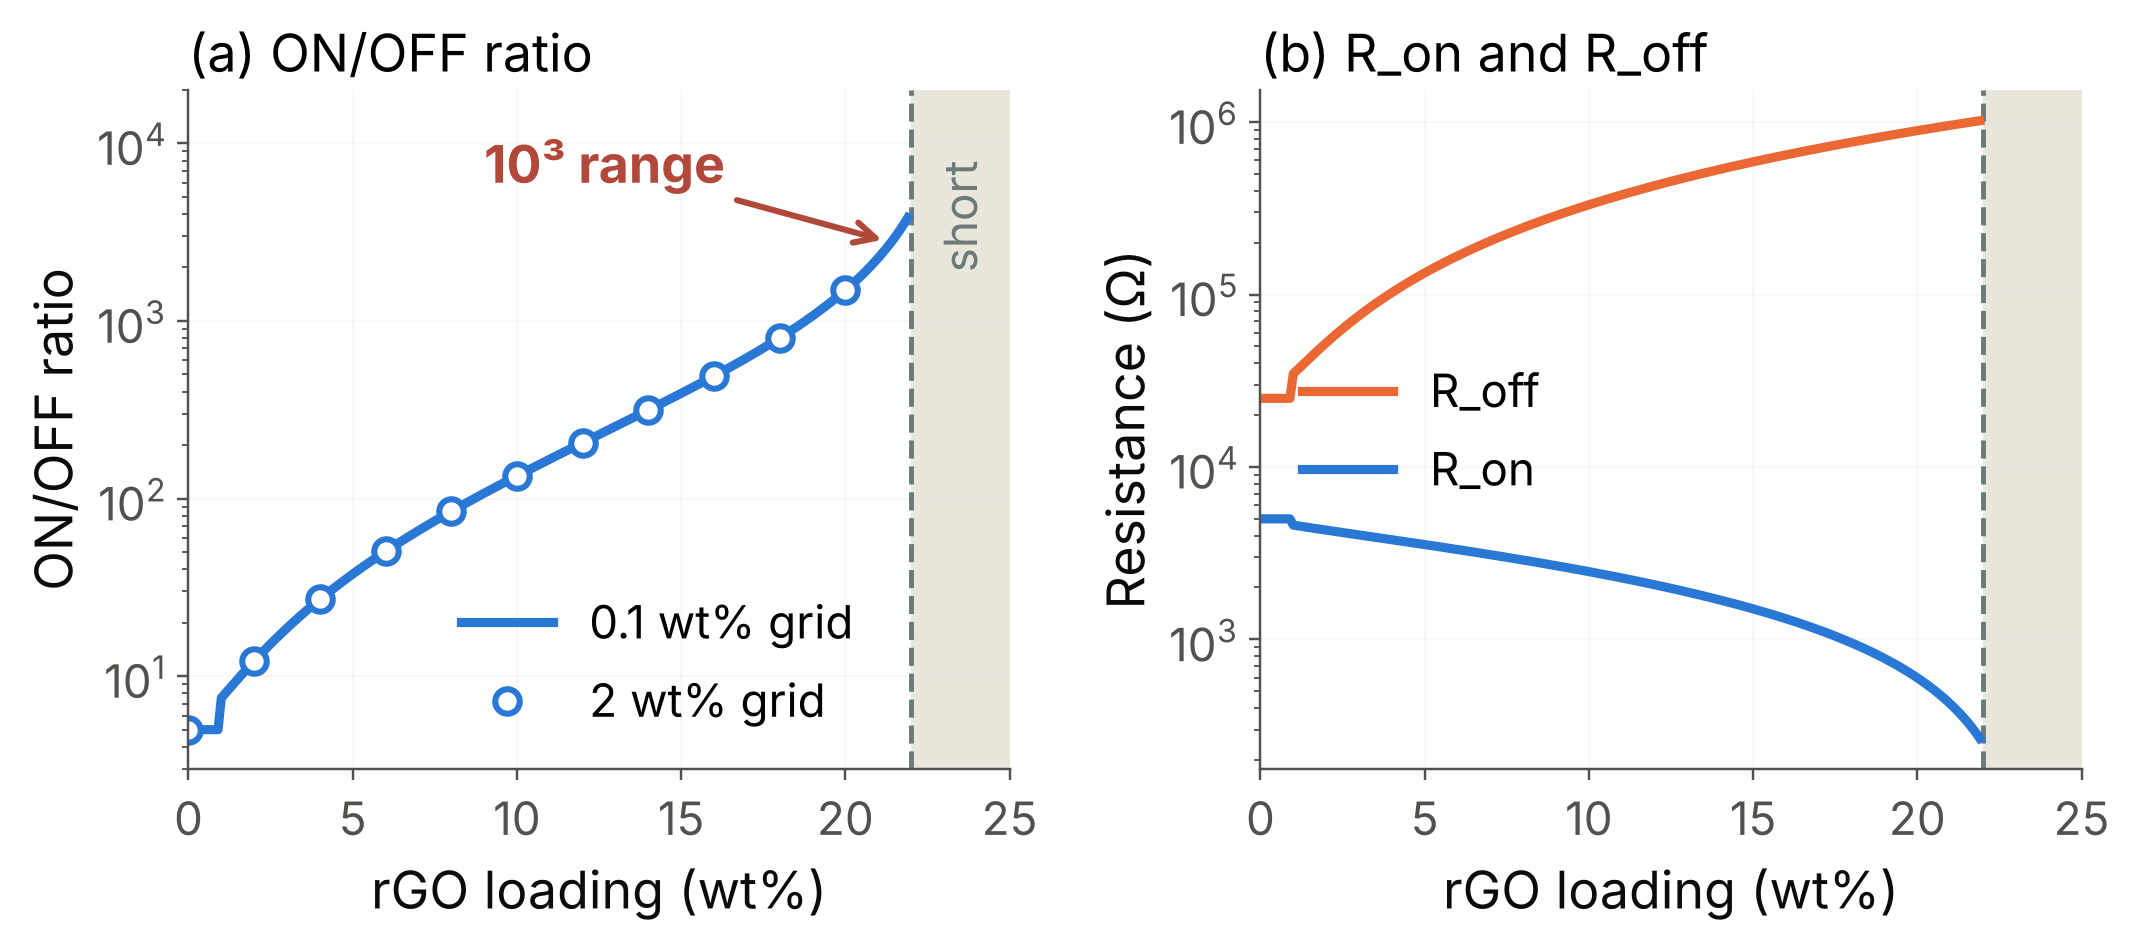 (a) ON/OFF ratio
10⁴
10³
10²
10¹
ON/OFF ratio
10³ range
short
0.1 wt% grid
2 wt% grid
0 5 10 15 20 25
rGO loading (wt%)
(b) R_on and R_off
10⁶
10⁵
10⁴
10³
Resistance (Ω)
R_off
R_on
0 5 10 15 20 25
rGO loading (wt%)